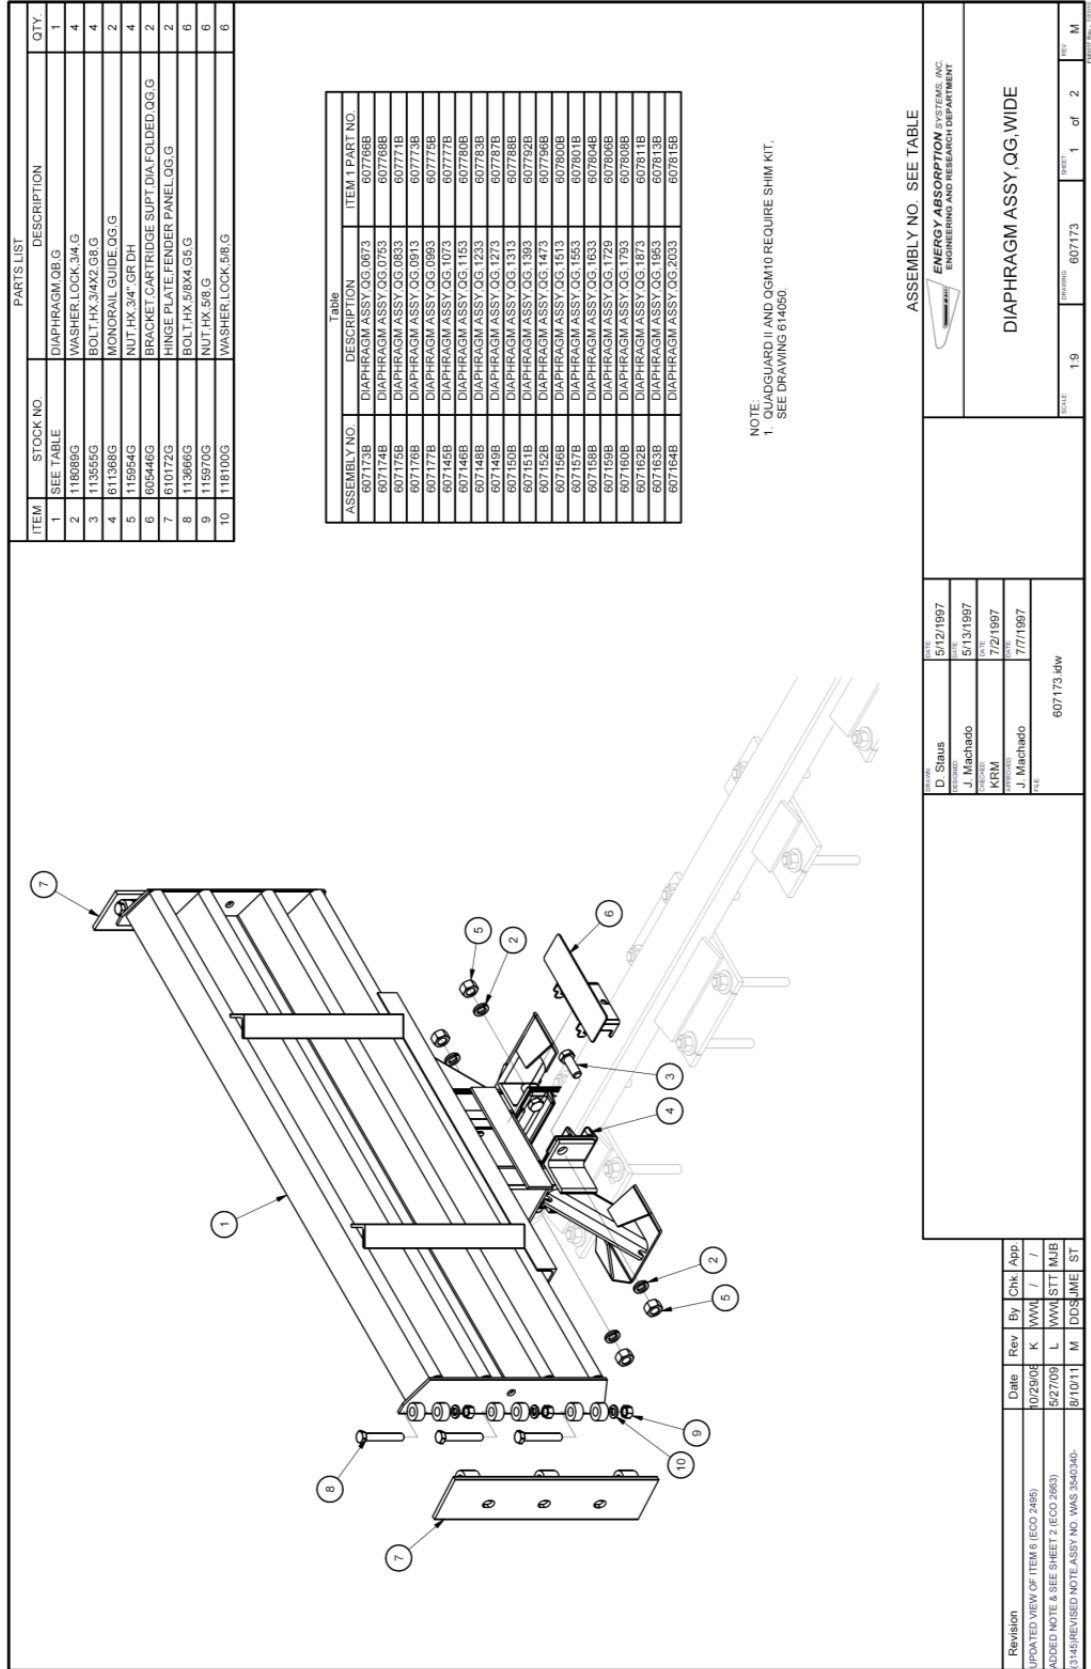 PARTS LIST
ITEM STOCK NO. DESCRIPTION QTY.
1 SEE TABLE DIAPHRAGM,QB,G 1
2 118089G WASHER,LOCK,3/4,G 4
3 113555G BOLT,HX,3/4X2,G8,G 4
4 611368G MONORAIL GUIDE,QG,G 2
5 115954G NUT,HX,3/4",GR DH 4
6 605446G BRACKET,CARTRIDGE SUPT,DIA,FOLDED,QG,G 2
7 610172G HINGE PLATE,FENDER PANEL,QG,G 2
8 113666G BOLT,HX,5/8X4,G5,G 6
9 115970G NUT,HX,5/8,G 6
10 118100G WASHER,LOCK,5/8,G 6
Table
ASSEMBLY NO. DESCRIPTION ITEM 1 PART NO.
607173B DIAPHRAGM ASSY,QG,0673 607766B
607174B DIAPHRAGM ASSY,QG,0753 607768B
607175B DIAPHRAGM ASSY,QG,0833 607771B
607176B DIAPHRAGM ASSY,QG,0913 607773B
607177B DIAPHRAGM ASSY,QG,0993 607775B
607145B DIAPHRAGM ASSY,QG,1073 607777B
607146B DIAPHRAGM ASSY,QG,1153 607780B
607148B DIAPHRAGM ASSY,QG,1233 607783B
607149B DIAPHRAGM ASSY,QG,1273 607787B
607150B DIAPHRAGM ASSY,QG,1313 607788B
607151B DIAPHRAGM ASSY,QG,1393 607792B
607152B DIAPHRAGM ASSY,QG,1473 607796B
607156B DIAPHRAGM ASSY,QG,1513 607800B
607157B DIAPHRAGM ASSY,QG,1553 607801B
607158B DIAPHRAGM ASSY,QG,1633 607804B
607159B DIAPHRAGM ASSY,QG,1729 607806B
607160B DIAPHRAGM ASSY,QG,1793 607808B
607162B DIAPHRAGM ASSY,QG,1873 607811B
607163B DIAPHRAGM ASSY,QG,1953 607813B
607164B DIAPHRAGM ASSY,QG,2033 607815B
NOTE:
1. QUADGUARD II AND QGM10 REQUIRE SHIM KIT,
SEE DRAWING 614050.
7
1
5
2
6
3
4
2
5
8
7
10
9
ASSEMBLY NO. SEE TABLE
ENERGY ABSORPTION SYSTEMS, INC.
ENGINEERING AND RESEARCH DEPARTMENT
DIAPHRAGM ASSY,QG,WIDE
SCALE: 1:9 DRAWING: 607173 SHEET: 1 of 2 REV: M
DRAWN: D. Staus DATE: 5/12/1997
DESIGNED: J. Machado DATE: 5/13/1997
CHECKED: KRM DATE: 7/2/1997
APPROVED: J. Machado DATE: 7/7/1997
FILE: 607173.idw
Revision Date Rev By Chk. App.
UPDATED VIEW OF ITEM 6 (ECO 2495) 10/29/08 K WWL / /
ADDED NOTE & SEE SHEET 2 (ECO 2663) 5/27/09 L WWL STT MJB
(3145)REVISED NOTE,ASSY NO. WAS 3540340- 8/10/11 M DDS JME ST